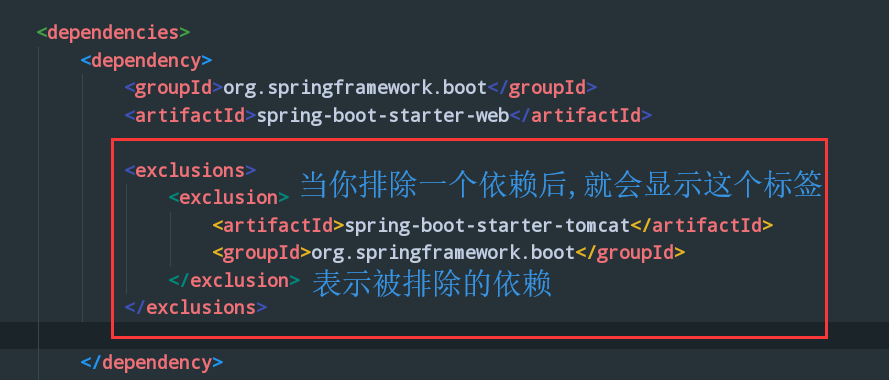 <dependencies>
<dependency>
<groupId>org.springframework.boot</groupId>
<artifactId>spring-boot-starter-web</artifactId>
<exclusions>
当你排除一个依赖后,就会显示这个标签
<exclusion>
<artifactId>spring-boot-starter-tomcat</artifactId>
<groupId>org.springframework.boot</groupId>
</exclusion> 表示被排除的依赖
</exclusions>
</dependency>